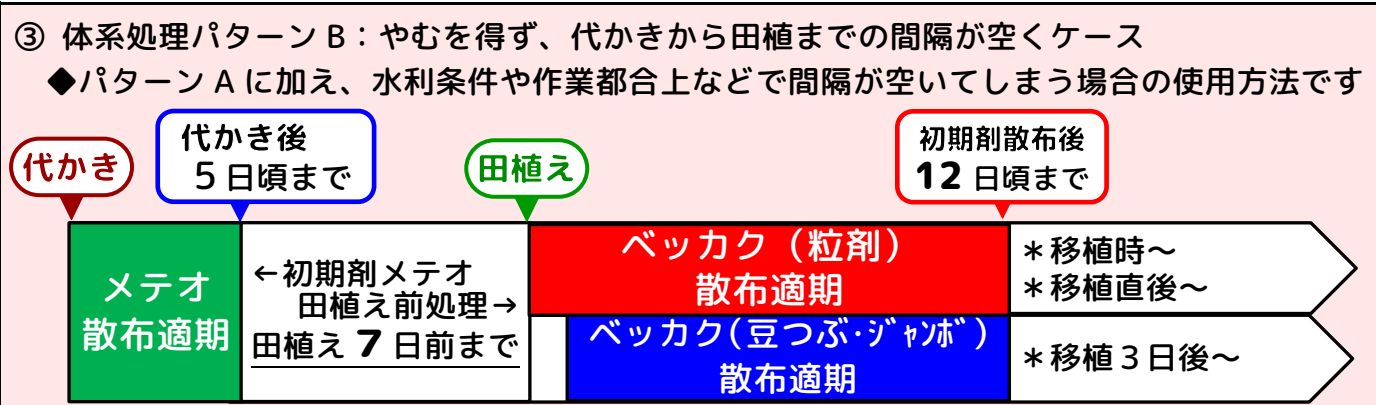 ③ 体系処理パターンB：やむを得ず、代かきから田植までの間隔が空くケース
◆パターンAに加え、水利条件や作業都合上などで間隔が空いてしまう場合の使用方法です
代かき
代かき後
5日頃まで
田植え
初期剤散布後
12日頃まで
メテオ
散布適期
←初期剤メテオ
田植え前処理→
田植え7日前まで
ベッカク（粒剤）
散布適期
＊移植時～
＊移植直後～
ベッカク(豆つぶ･ｼﾞｬﾝﾎﾞ)
散布適期
＊移植3日後～